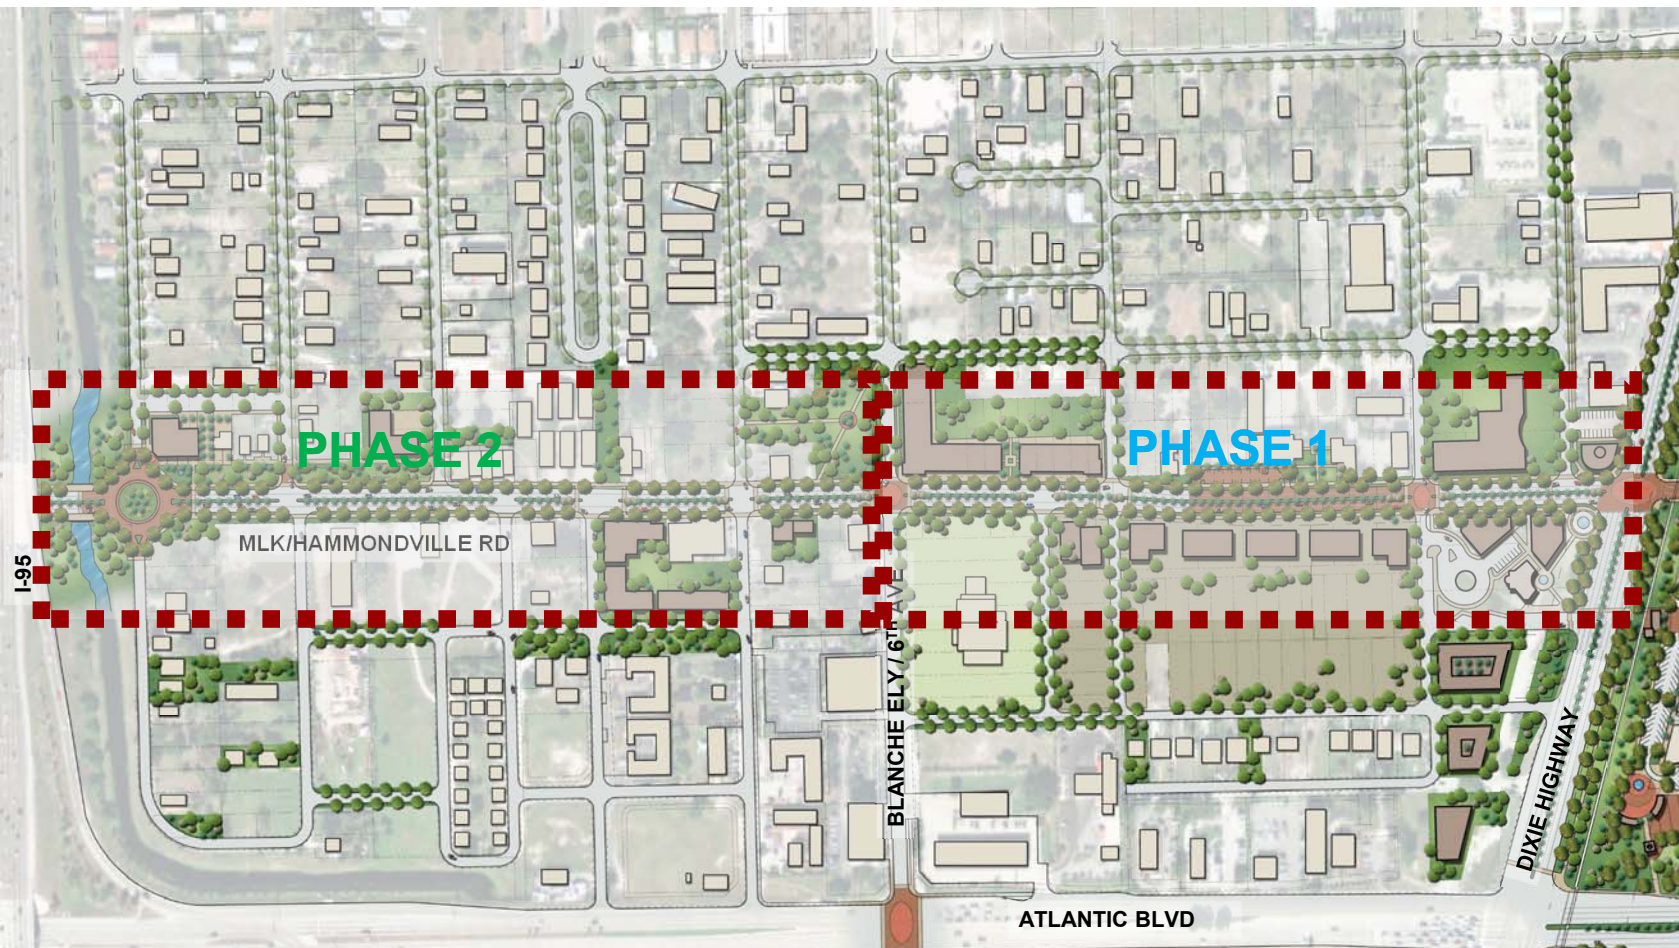 PHASE 2
PHASE 1
MLK/HAMMONDVILLE RD
I-95
BLANCHE ELY / 6TH AVE
DIXIE HIGHWAY
ATLANTIC BLVD